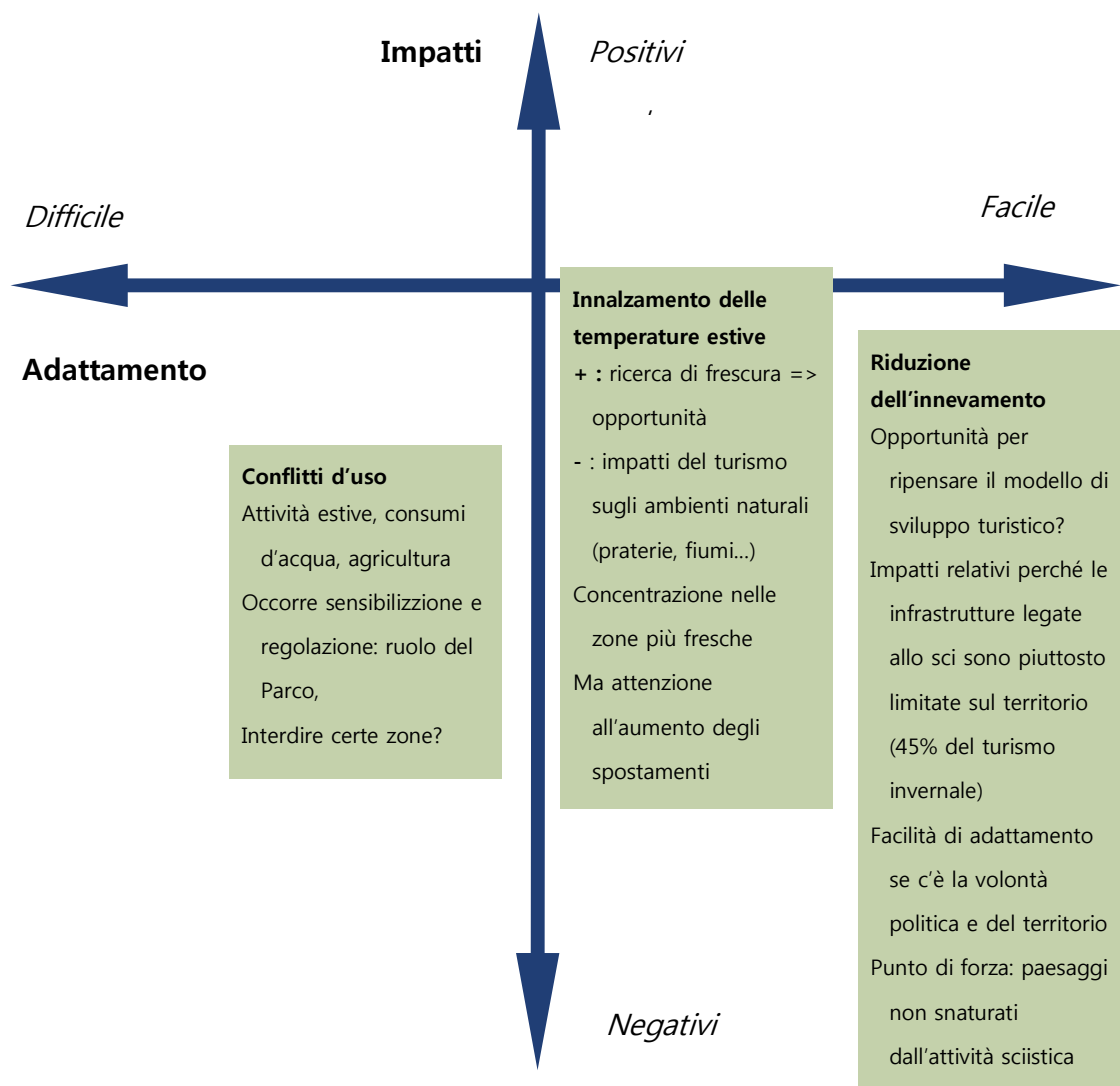 Impatti
Positivi
,
Difficile
Facile
Adattamento
Conflitti d'uso
Attività estive, consumi
d'acqua, agricultura
Occorre sensibilizzione e
regolazione: ruolo del
Parco,
Interdire certe zone?
Innalzamento delle
temperature estive
+ : ricerca di frescura =>
opportunità
- : impatti del turismo
sugli ambienti naturali
(praterie, fiumi...)
Concentrazione nelle
zone più fresche
Ma attenzione
all'aumento degli
spostamenti
Riduzione
dell'innevamento
Opportunità per
ripensare il modello di
sviluppo turistico?
Impatti relativi perché le
infrastrutture legate
allo sci sono piuttosto
limitate sul territorio
(45% del turismo
invernale)
Facilità di adattamento
se c'è la volontà
politica e del territorio
Punto di forza: paesaggi
non snaturati
dall'attività sciistica
Negativi